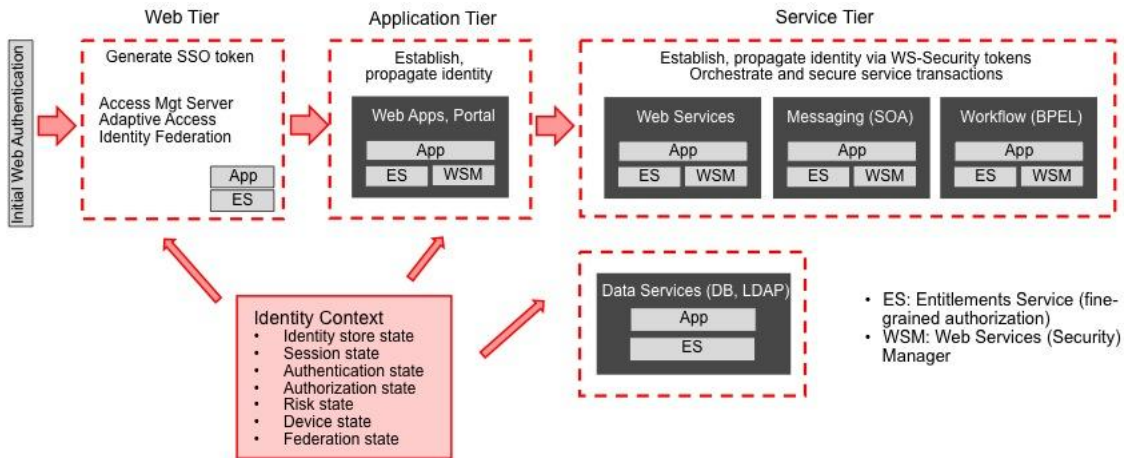 Web Tier
Application Tier
Service Tier
Initial Web Authentication
Generate SSO token
Access Mgt Server
Adaptive Access
Identity Federation
App
ES
Establish,
propagate identity
Web Apps, Portal
App
ES
WSM
Establish, propagate identity via WS-Security tokens
Orchestrate and secure service transactions
Web Services
App
ES
WSM
Messaging (SOA)
App
ES
WSM
Workflow (BPEL)
App
ES
WSM
Identity Context
• Identity store state
• Session state
• Authentication state
• Authorization state
• Risk state
• Device state
• Federation state
Data Services (DB, LDAP)
App
ES
• ES: Entitlements Service (fine-
grained authorization)
• WSM: Web Services (Security)
Manager